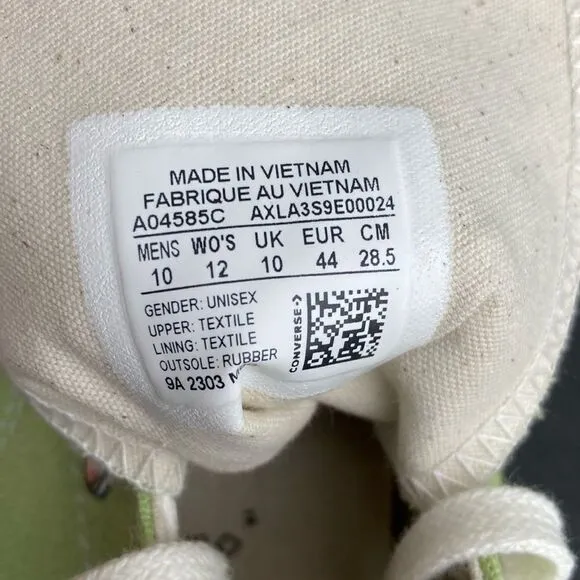 MADE IN VIETNAM
FABRIQUE AU VIETNAM
A04585C AXLA3S9E00024
MENS WO'S UK EUR CM
10 12 10 44 28.5
GENDER: UNISEX
UPPER: TEXTILE
LINING: TEXTILE
OUTSOLE: RUBBER
9A 2303
CONVERSE